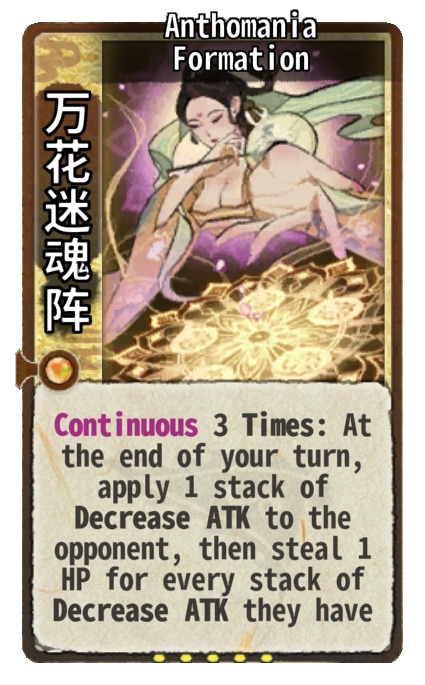 Anthomania
Formation
万花迷魂阵
Continuous 3 Times: At
the end of your turn,
apply 1 stack of
Decrease ATK to the
opponent, then steal 1
HP for every stack of
Decrease ATK they have